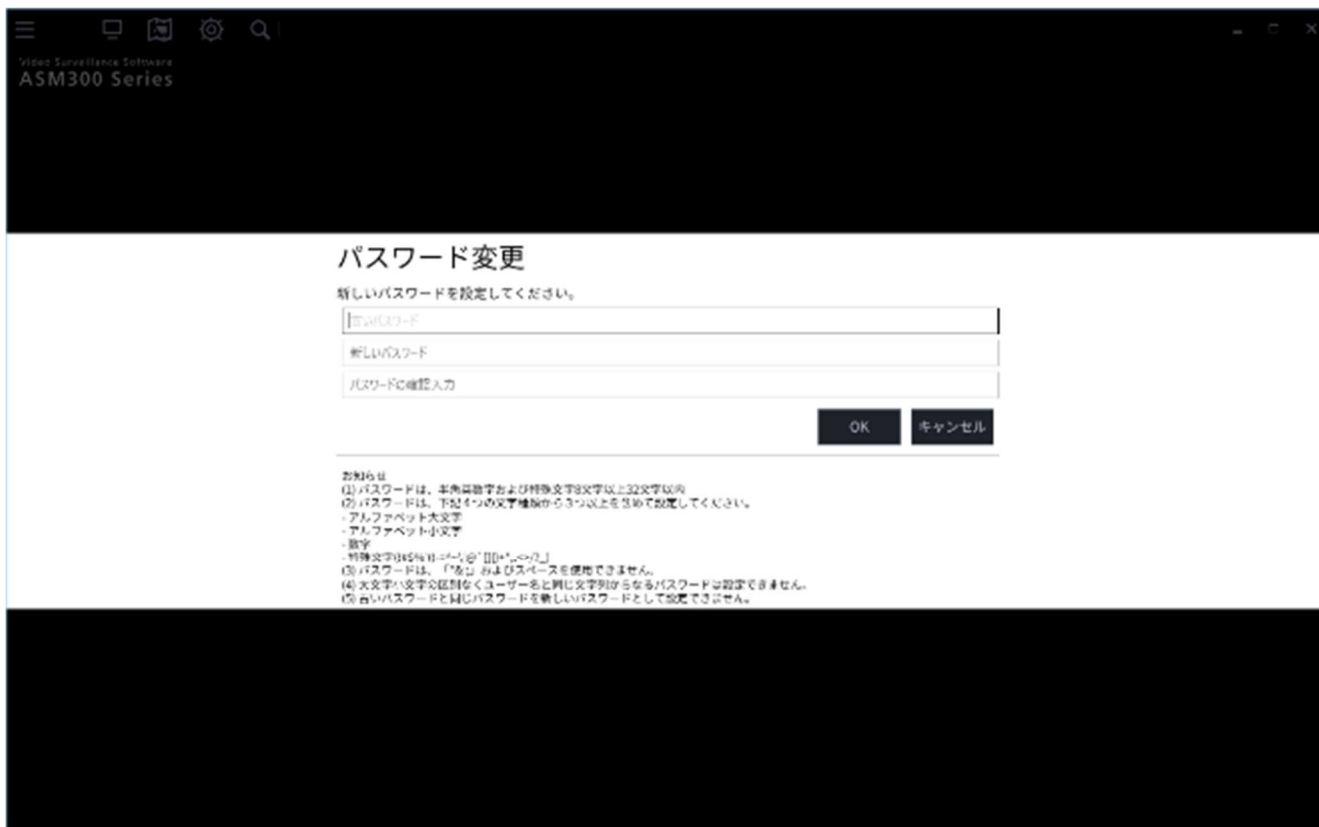 Video Surveillance Software
ASM300 Series
パスワード変更
新しいパスワードを設定してください。
古いパスワード
新しいパスワード
パスワードの確認入力
OK
キャンセル
お知らせ
(1) パスワードは、半角英数字および特殊文字8文字以上32文字以内
(2) パスワードは、下記4つの文字種類から3つ以上を含めて設定してください。
- アルファベット大文字
- アルファベット小文字
- 数字
- 特殊文字
(3) パスワードは、およびスペースを使用できません。
(4) 大文字小文字の区別なくユーザー名と同じ文字列からなるパスワードは設定できません。
(5) 古いパスワードと同じパスワードを新しいパスワードとして設定できません。